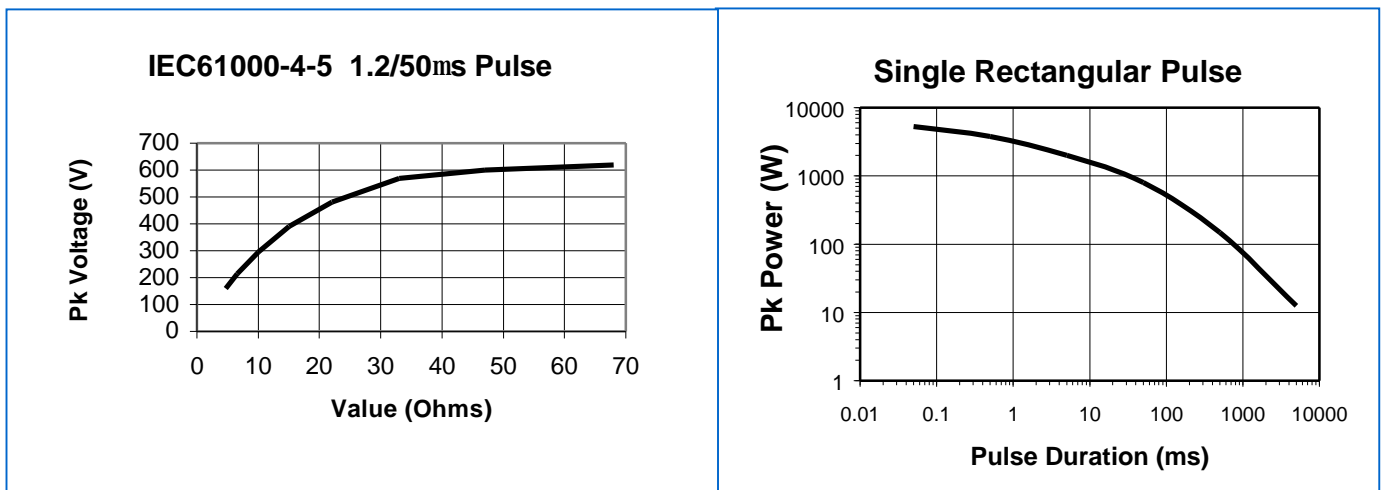 IEC61000-4-5 1.2/50ms Pulse
700
600
500
400
300
200
100
0
0 10 20 30 40 50 60 70
Pk Voltage (V)
Value (Ohms)
Single Rectangular Pulse
10000
1000
100
10
1
0.01 0.1 1 10 100 1000 10000
Pk Power (W)
Pulse Duration (ms)